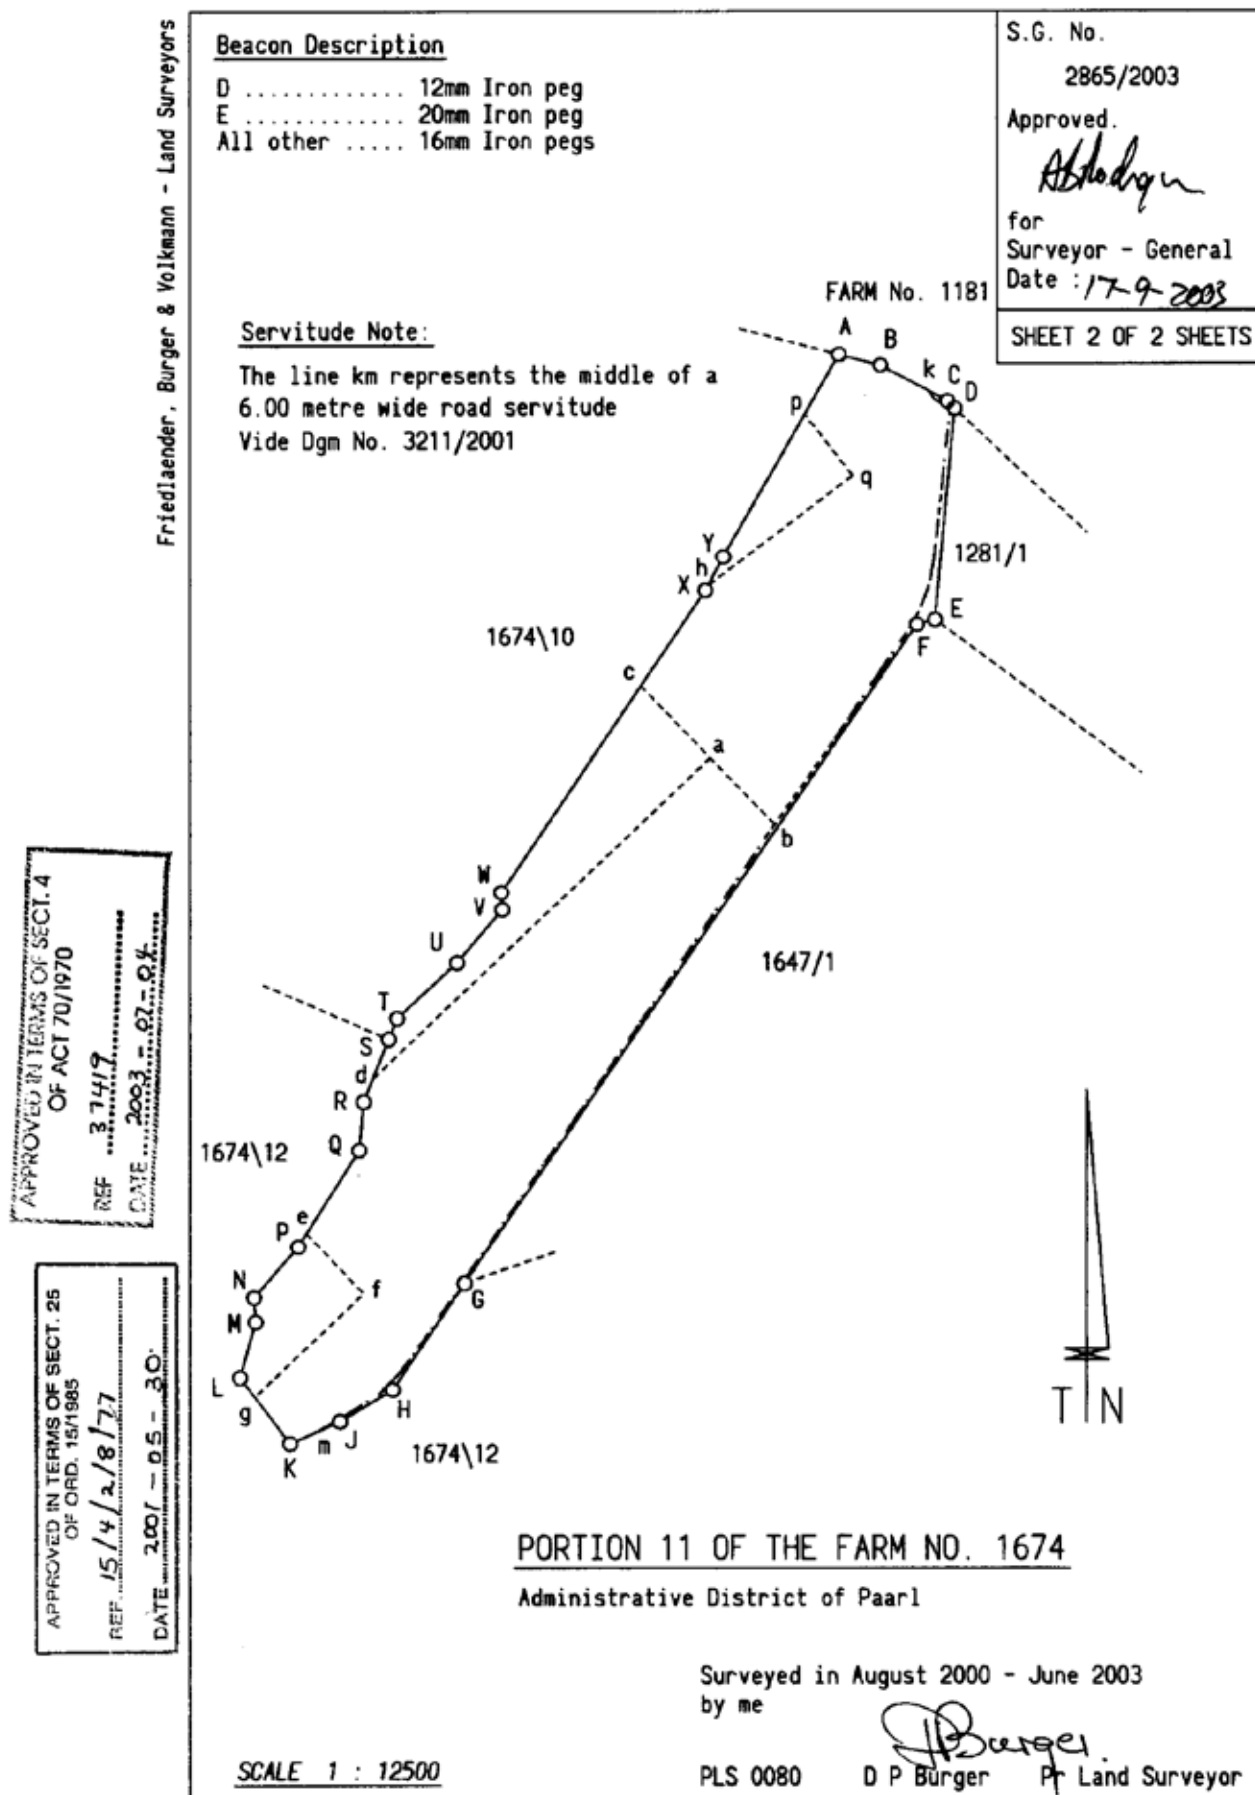 Friedlaender, Burger & Volkmann - Land Surveyors
Beacon Description
D ............. 12mm Iron peg
E ............. 20mm Iron peg
All other ..... 16mm Iron pegs
S.G. No.
2865/2003
Approved.
for
Surveyor - General
Date : 17-9-2003
SHEET 2 OF 2 SHEETS
Servitude Note:
The line km represents the middle of a
6.00 metre wide road servitude
Vide Dgm No. 3211/2001
FARM No. 1181
A
B
k
C
D
p
q
Y
h
X
1281/1
E
F
1674\10
c
a
b
W
V
U
1647/1
T
S
d
R
Q
1674\12
e
P
f
N
M
G
L
g
H
J
m
K
1674\12
T N
APPROVED IN TERMS OF SECT. 4
OF ACT 70/1970
REF 37419
DATE 2003-07-04
APPROVED IN TERMS OF SECT. 25
OF ORD. 15/1985
REF. 15/4/2/8/77
DATE 2001-05-30
PORTION 11 OF THE FARM NO. 1674
Administrative District of Paarl
Surveyed in August 2000 - June 2003
by me
Burger
SCALE 1 : 12500
PLS 0080 D P Burger Pr Land Surveyor